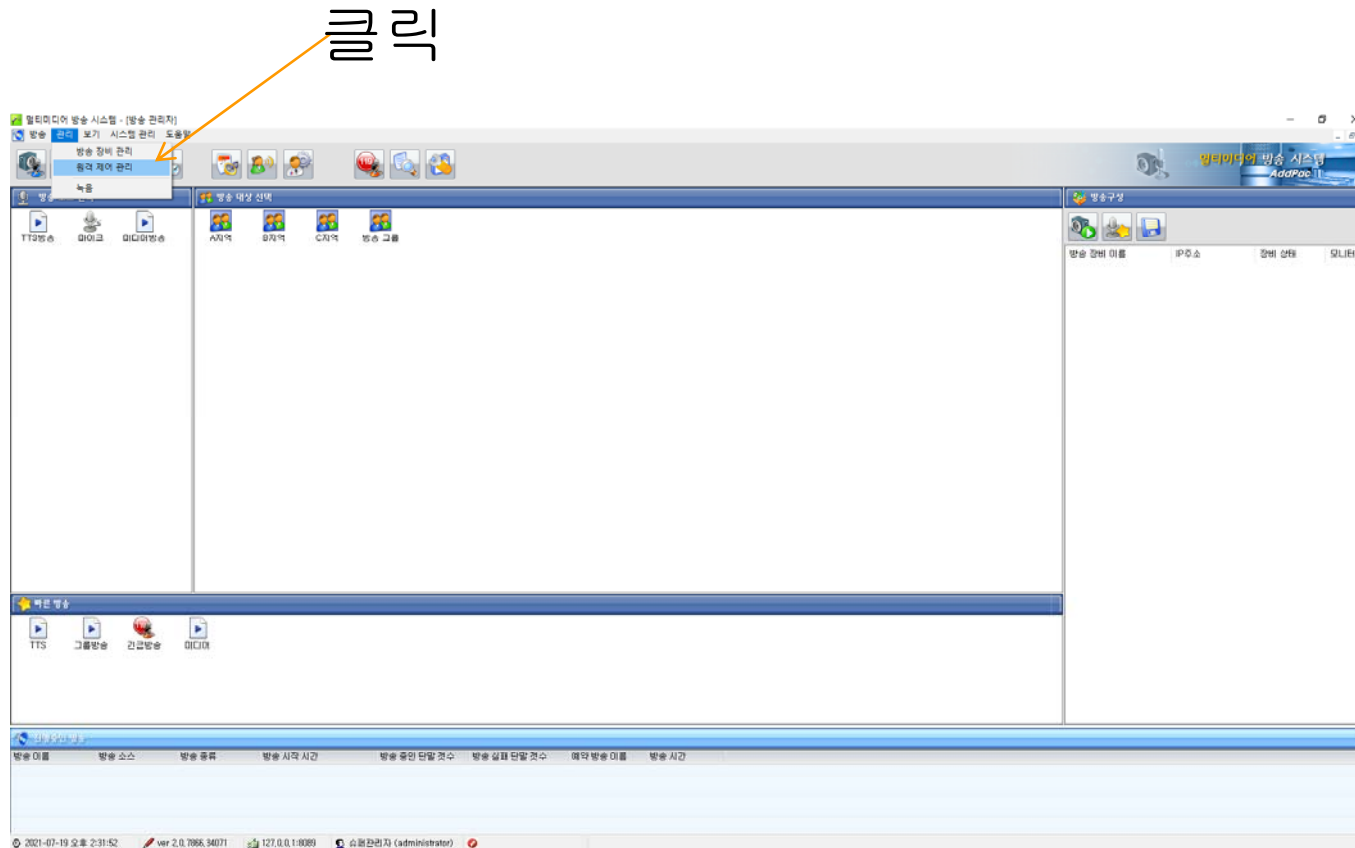 클릭
멀티미디어 방송 시스템 - [방송 관리자]
방송 관리 보기 시스템 관리 도움말
방송 장비 관리
원격 제어 관리
녹음
멀티미디어 방송 시스템
AddPac
방송 대상 선택
방송구성
TTS방송 마이크 미디어방송
A지역 B지역 C지역 방송 그룹
방송 장비 이름 IP주소 장비 상태
빠른 방송
TTS 그룹방송 긴급방송 미디어
진행중인 방송
방송 이름 방송 소스 방송 종류 방송 시작 시간 방송 중인 단말 갯수 방송 실패 단말 갯수 예약 방송 이름 방송 시간
2021-07-19 오후 2:31:52 ver 2.0.7866.34071 127.0.0.1:8089 슈퍼관리자 (administrator)